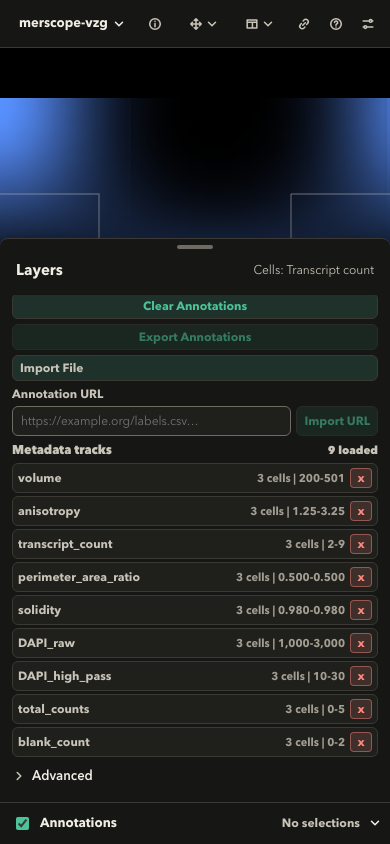 merscope-vzg
Layers
Cells: Transcript count
Clear Annotations
Export Annotations
Import File
Annotation URL
https://example.org/labels.csv...
Import URL
Metadata tracks
9 loaded
volume 3 cells | 200-501 x
anisotropy 3 cells | 1.25-3.25 x
transcript_count 3 cells | 2-9 x
perimeter_area_ratio 3 cells | 0.500-0.500 x
solidity 3 cells | 0.980-0.980 x
DAPI_raw 3 cells | 1,000-3,000 x
DAPI_high_pass 3 cells | 10-30 x
total_counts 3 cells | 0-5 x
blank_count 3 cells | 0-2 x
Advanced
Annotations
No selections